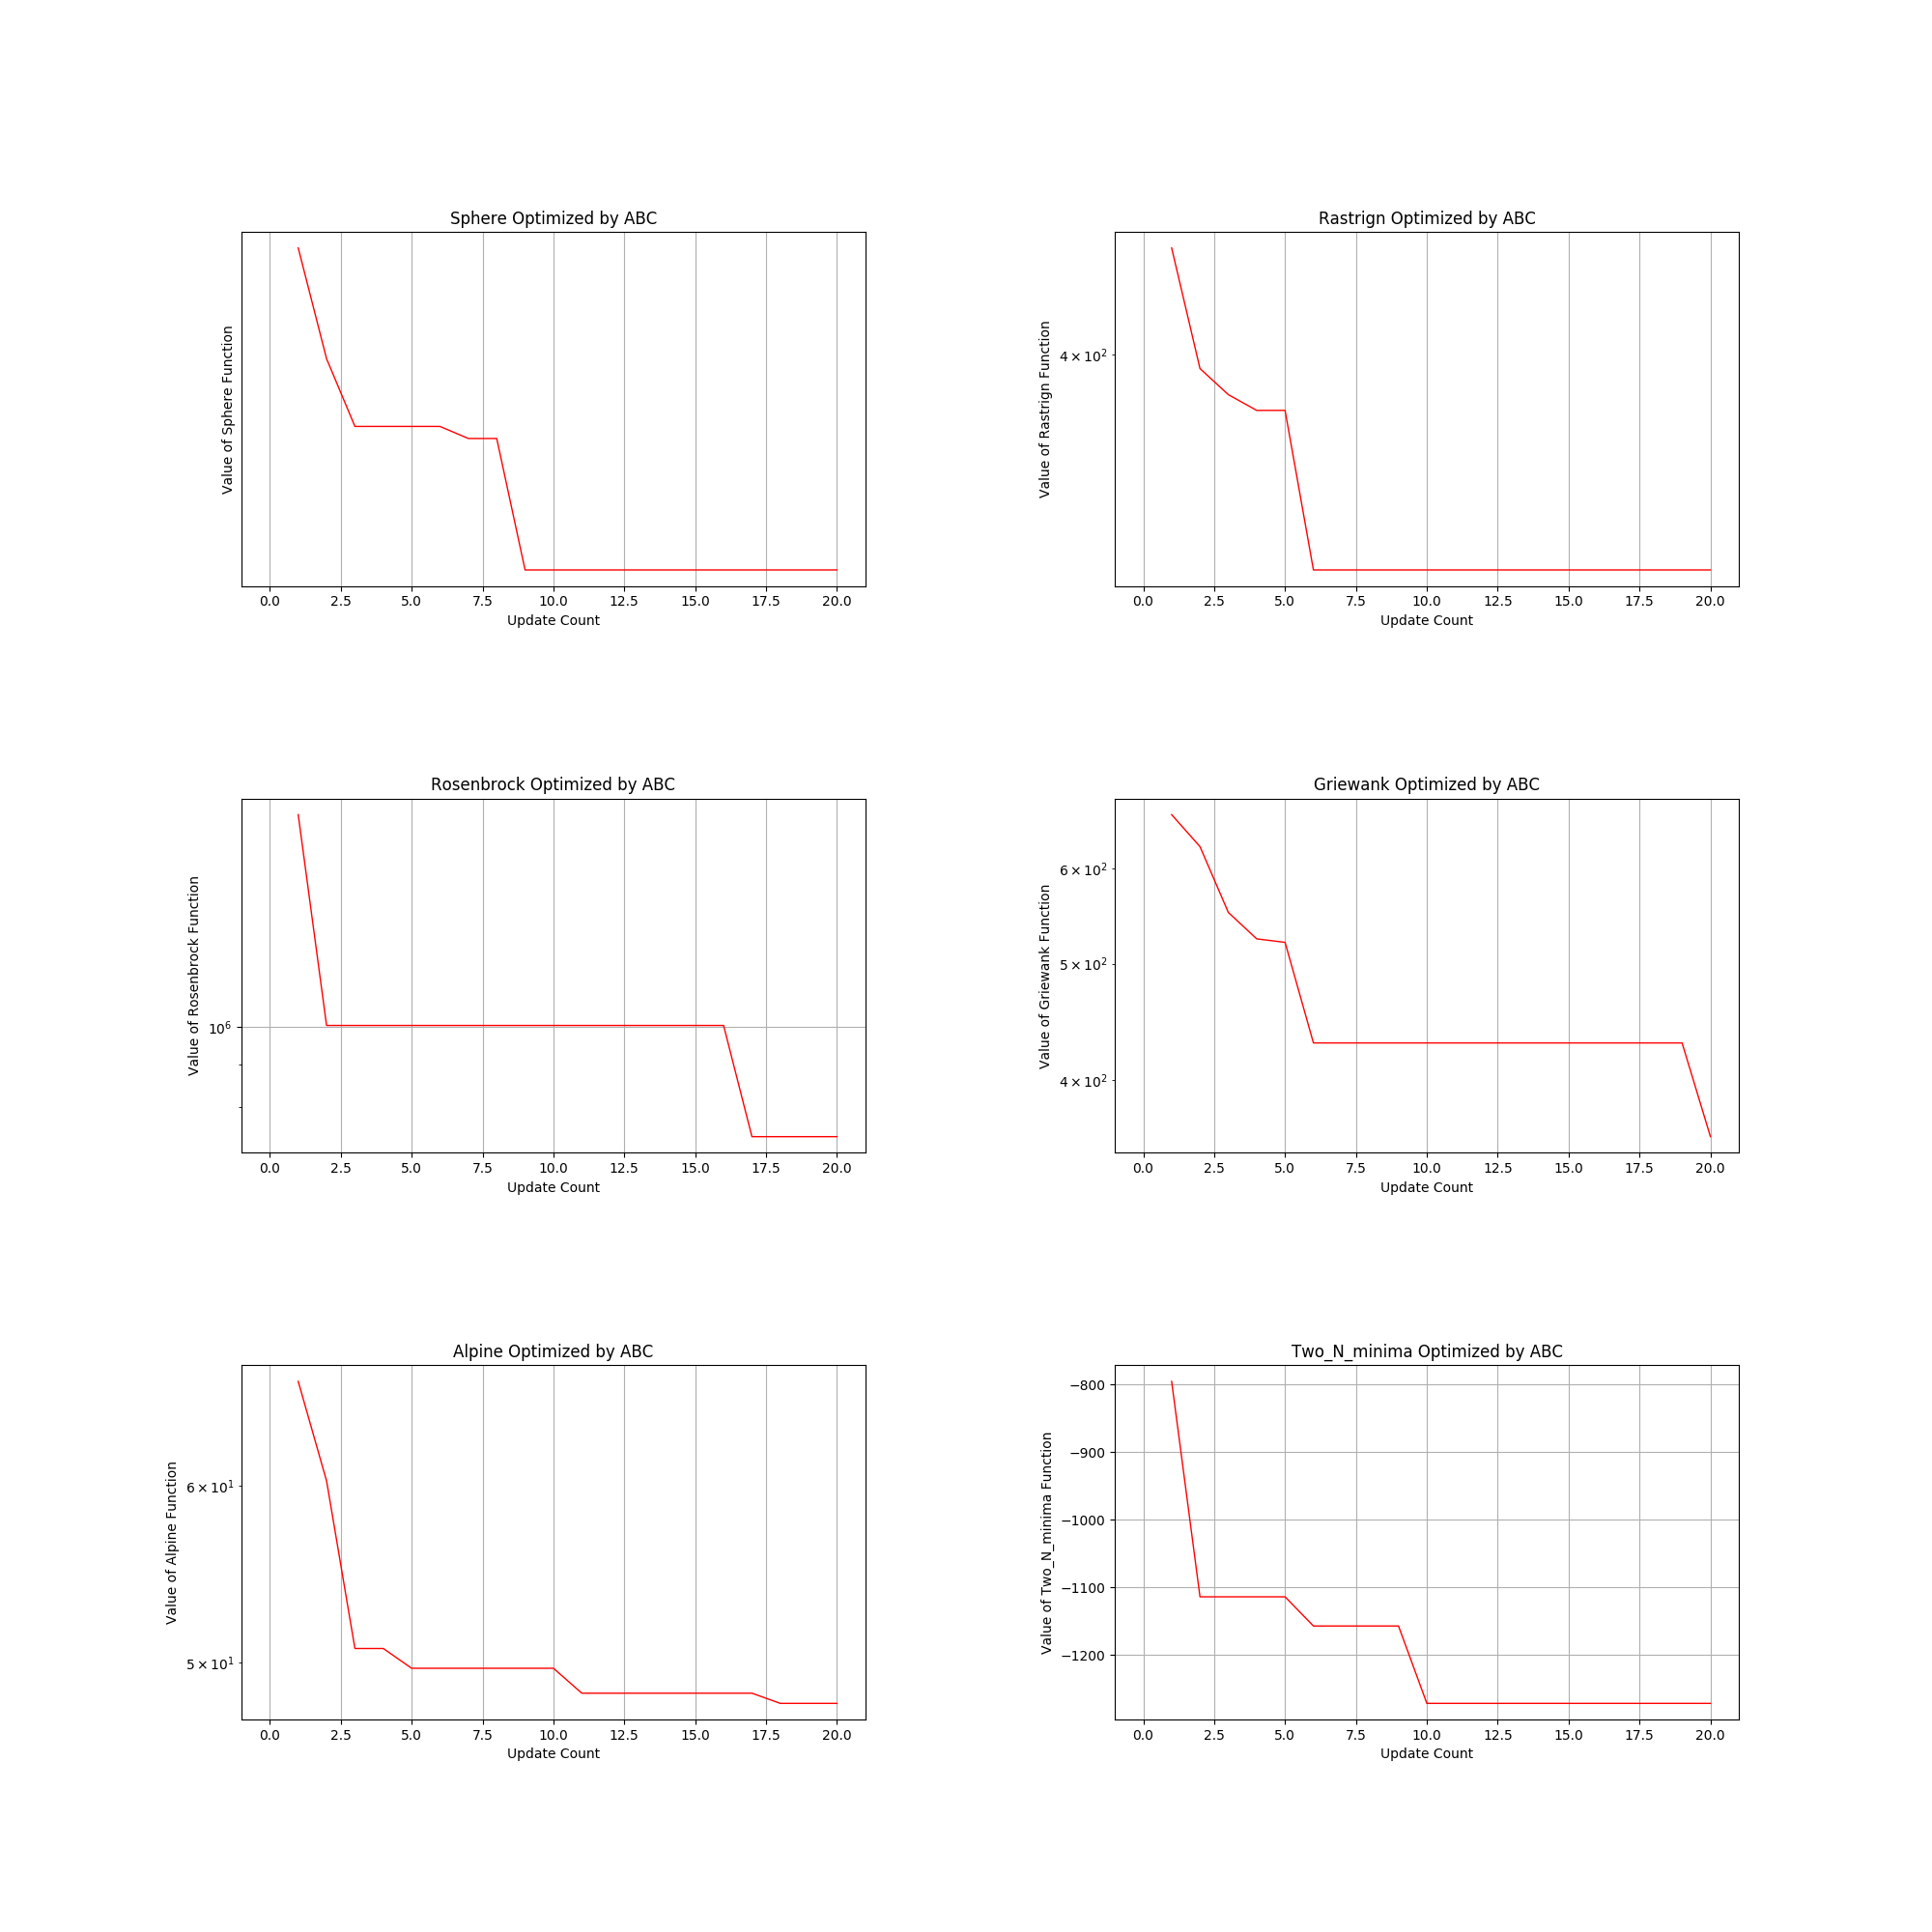 Sphere Optimized by ABC
Value of Sphere Function
0.0 2.5 5.0 7.5 10.0 12.5 15.0 17.5 20.0
Update Count
Rastrign Optimized by ABC
Value of Rastrign Function
4 × 10²
0.0 2.5 5.0 7.5 10.0 12.5 15.0 17.5 20.0
Update Count
Rosenbrock Optimized by ABC
Value of Rosenbrock Function
10⁶
0.0 2.5 5.0 7.5 10.0 12.5 15.0 17.5 20.0
Update Count
Griewank Optimized by ABC
Value of Griewank Function
6 × 10²
5 × 10²
4 × 10²
0.0 2.5 5.0 7.5 10.0 12.5 15.0 17.5 20.0
Update Count
Alpine Optimized by ABC
Value of Alpine Function
6 × 10¹
5 × 10¹
0.0 2.5 5.0 7.5 10.0 12.5 15.0 17.5 20.0
Update Count
Two_N_minima Optimized by ABC
Value of Two_N_minima Function
−800
−900
−1000
−1100
−1200
0.0 2.5 5.0 7.5 10.0 12.5 15.0 17.5 20.0
Update Count